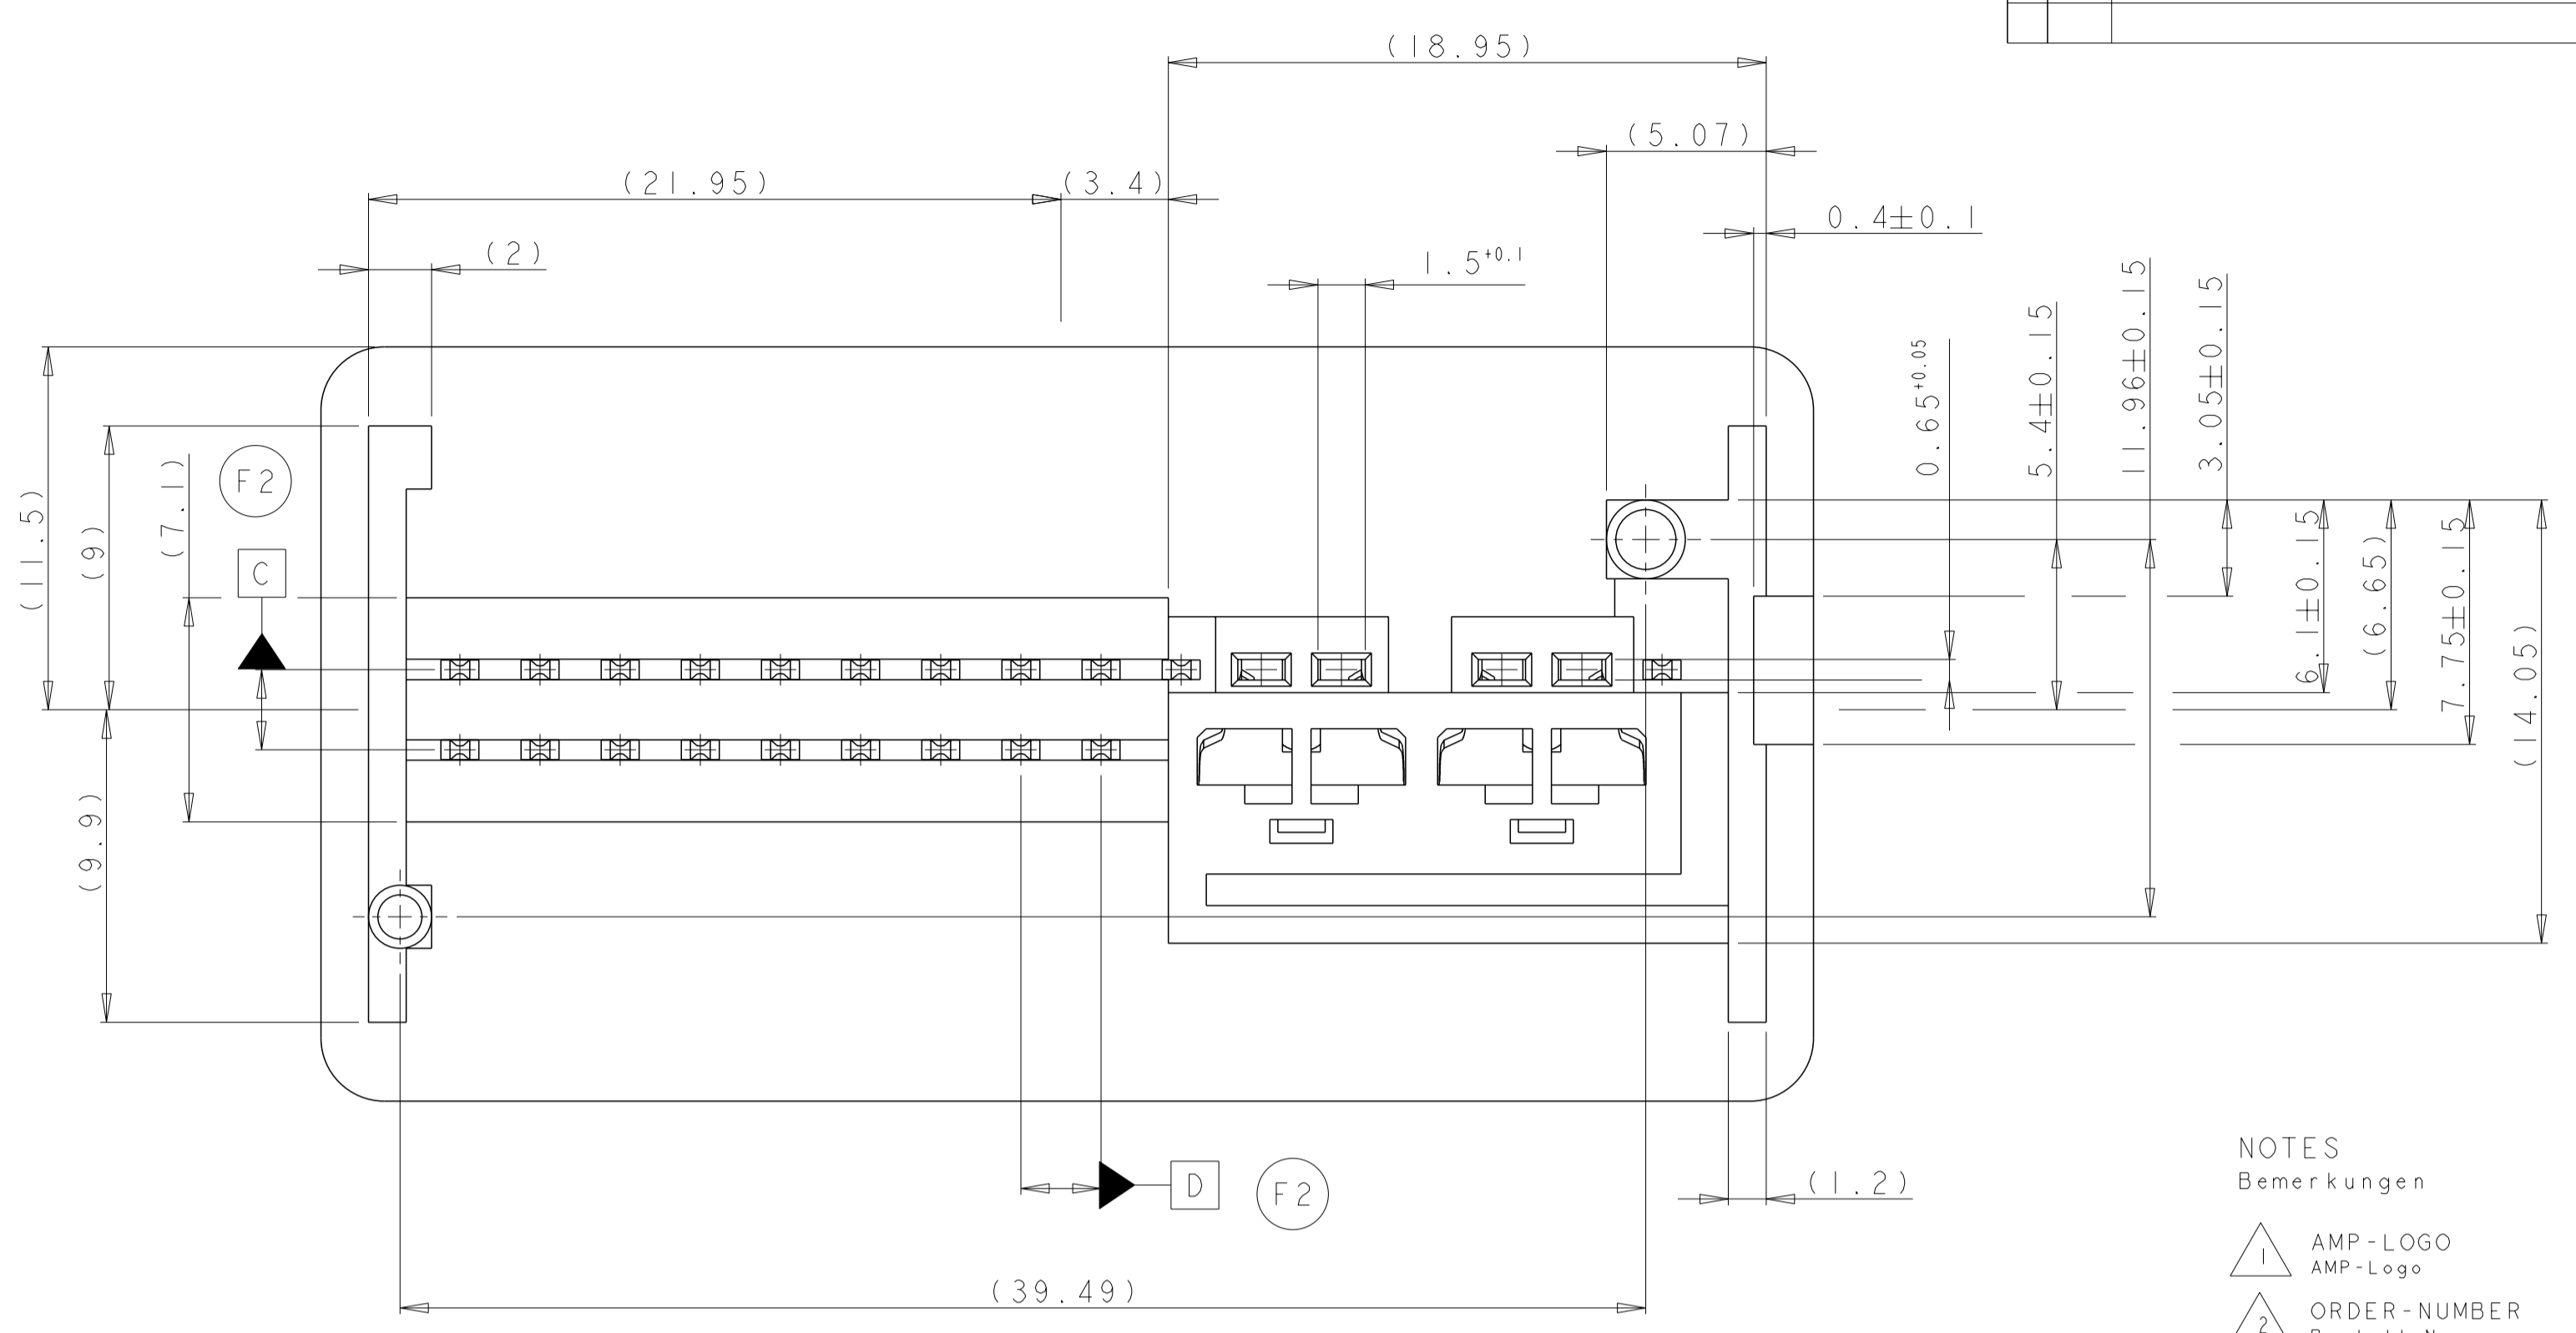 (18.95)
(5.07)
(21.95)
(3.4)
0.4±0.1
(2)
1.5+0.1
0.65+0.05
5.4±0.15
11.96±0.15
3.05±0.15
(11.5)
(9)
(7.1)
F2
C
6.1±0.15
(6.65)
7.75±0.15
(14.05)
(9.9)
D
F2
(1.2)
(39.49)
NOTES
Bemerkungen
1
AMP-LOGO
AMP-Logo
2
ORDER-NUMBER